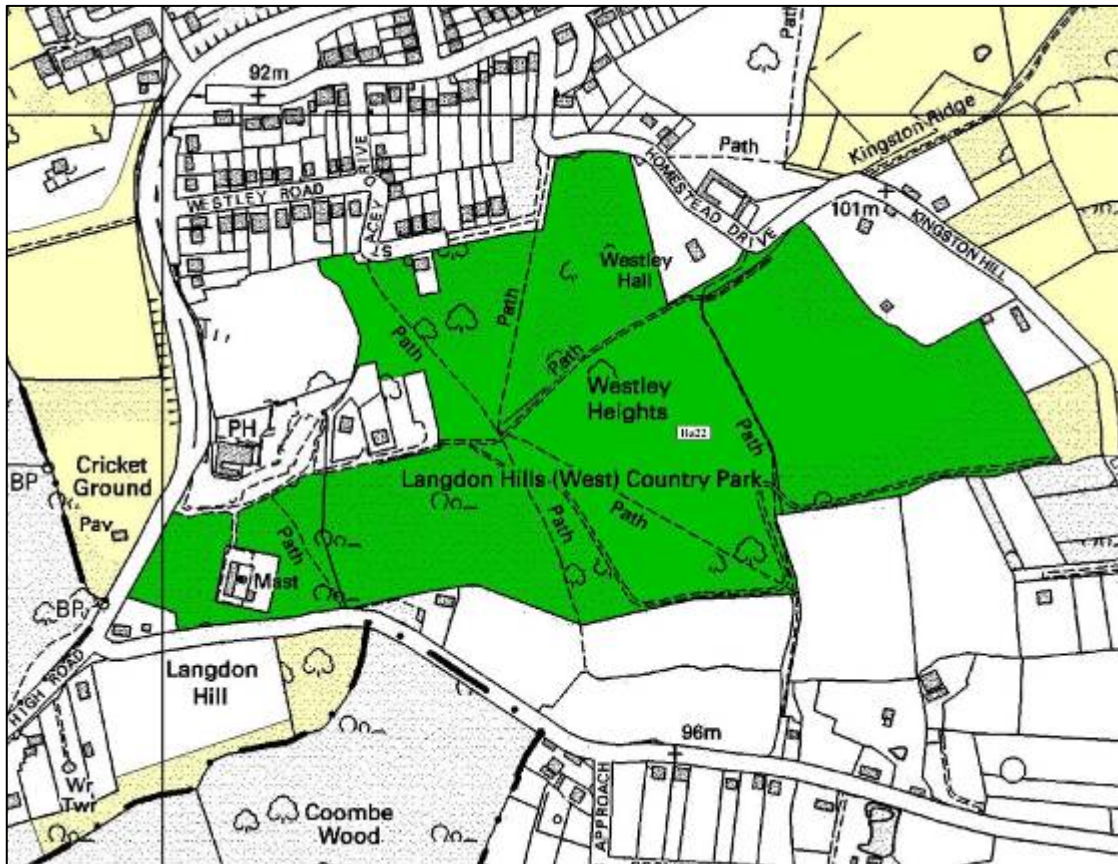 Path
92m
Kingston Ridge
Path
HOMESTEAD DRIVE
DRIVE
WESTLEY ROAD
STACEY
101m
KINGSTON HILL
Westley
Hall
Path
Path
Path
Westley
Heights
PH
Path
Cricket
Ground
BP
Langdon Hills (West) Country Park
Pav
Path
Path
Path
Mast
BP
HIGH ROAD
Langdon
Hill
96m
Wr
Twr
Coombe
Wood
APPROACH